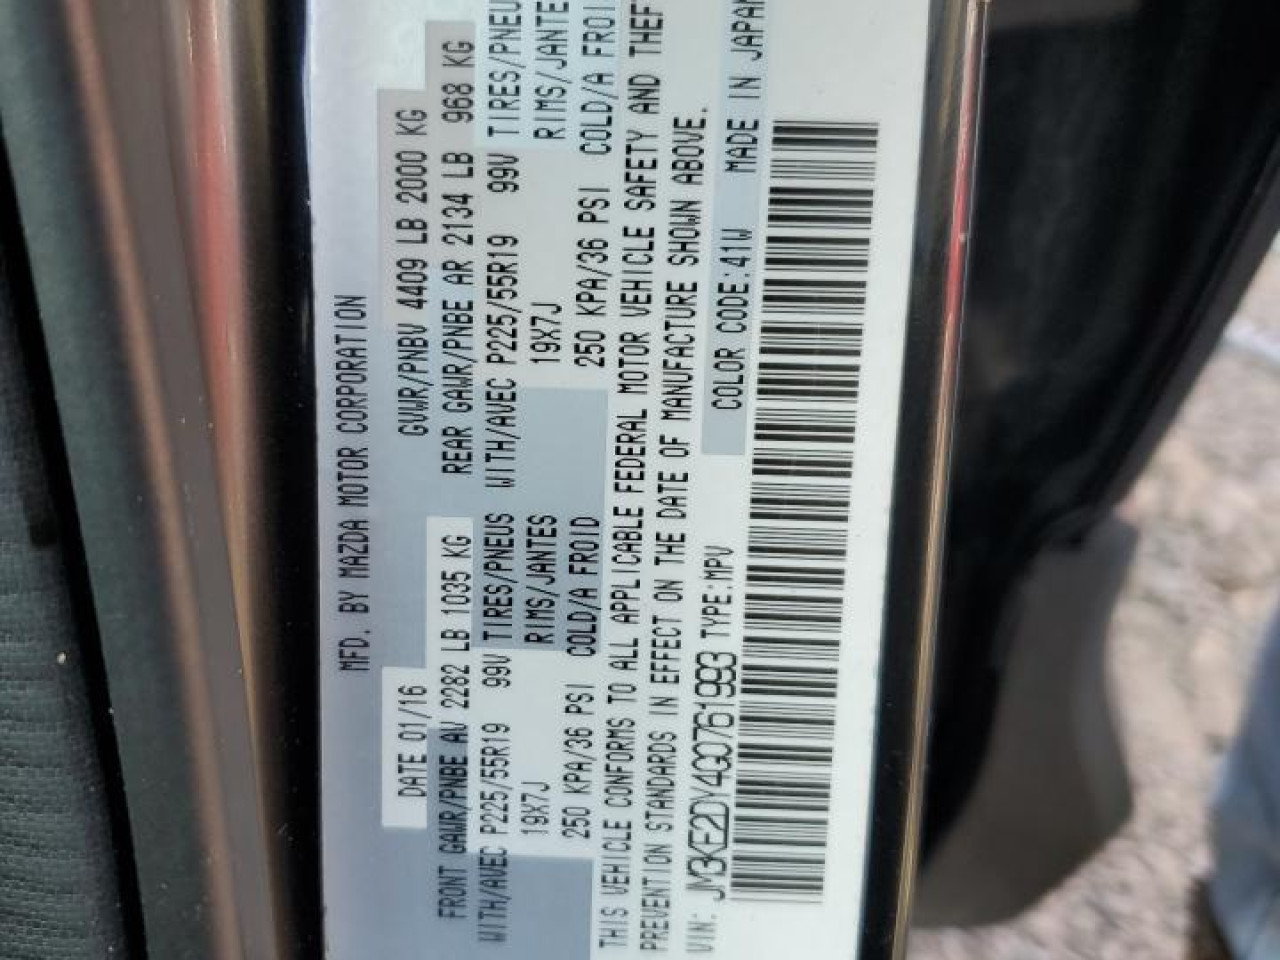 MFD. BY MAZDA MOTOR CORPORATION
DATE 01/16 GVWR/PNBV 4409 LB 2000 KG
FRONT GAWR/PNBE AV 2282 LB 1035 KG REAR GAWR/PNBE AR 2134 LB 968 KG
WITH/AVEC P225/55R19 99V TIRES/PNEUS WITH/AVEC P225/55R19 99V TIRES/PNEU
19X7J RIMS/JANTES 19X7J RIMS/JANTE
250 KPA/36 PSI COLD/A FROID 250 KPA/36 PSI COLD/A FROI
THIS VEHICLE CONFORMS TO ALL APPLICABLE FEDERAL MOTOR VEHICLE SAFETY AND THEF
PREVENTION STANDARDS IN EFFECT ON THE DATE OF MANUFACTURE SHOWN ABOVE.
VIN: JM3KE2DY4G0761993 TYPE:MPV COLOR CODE:41W MADE IN JAPAN